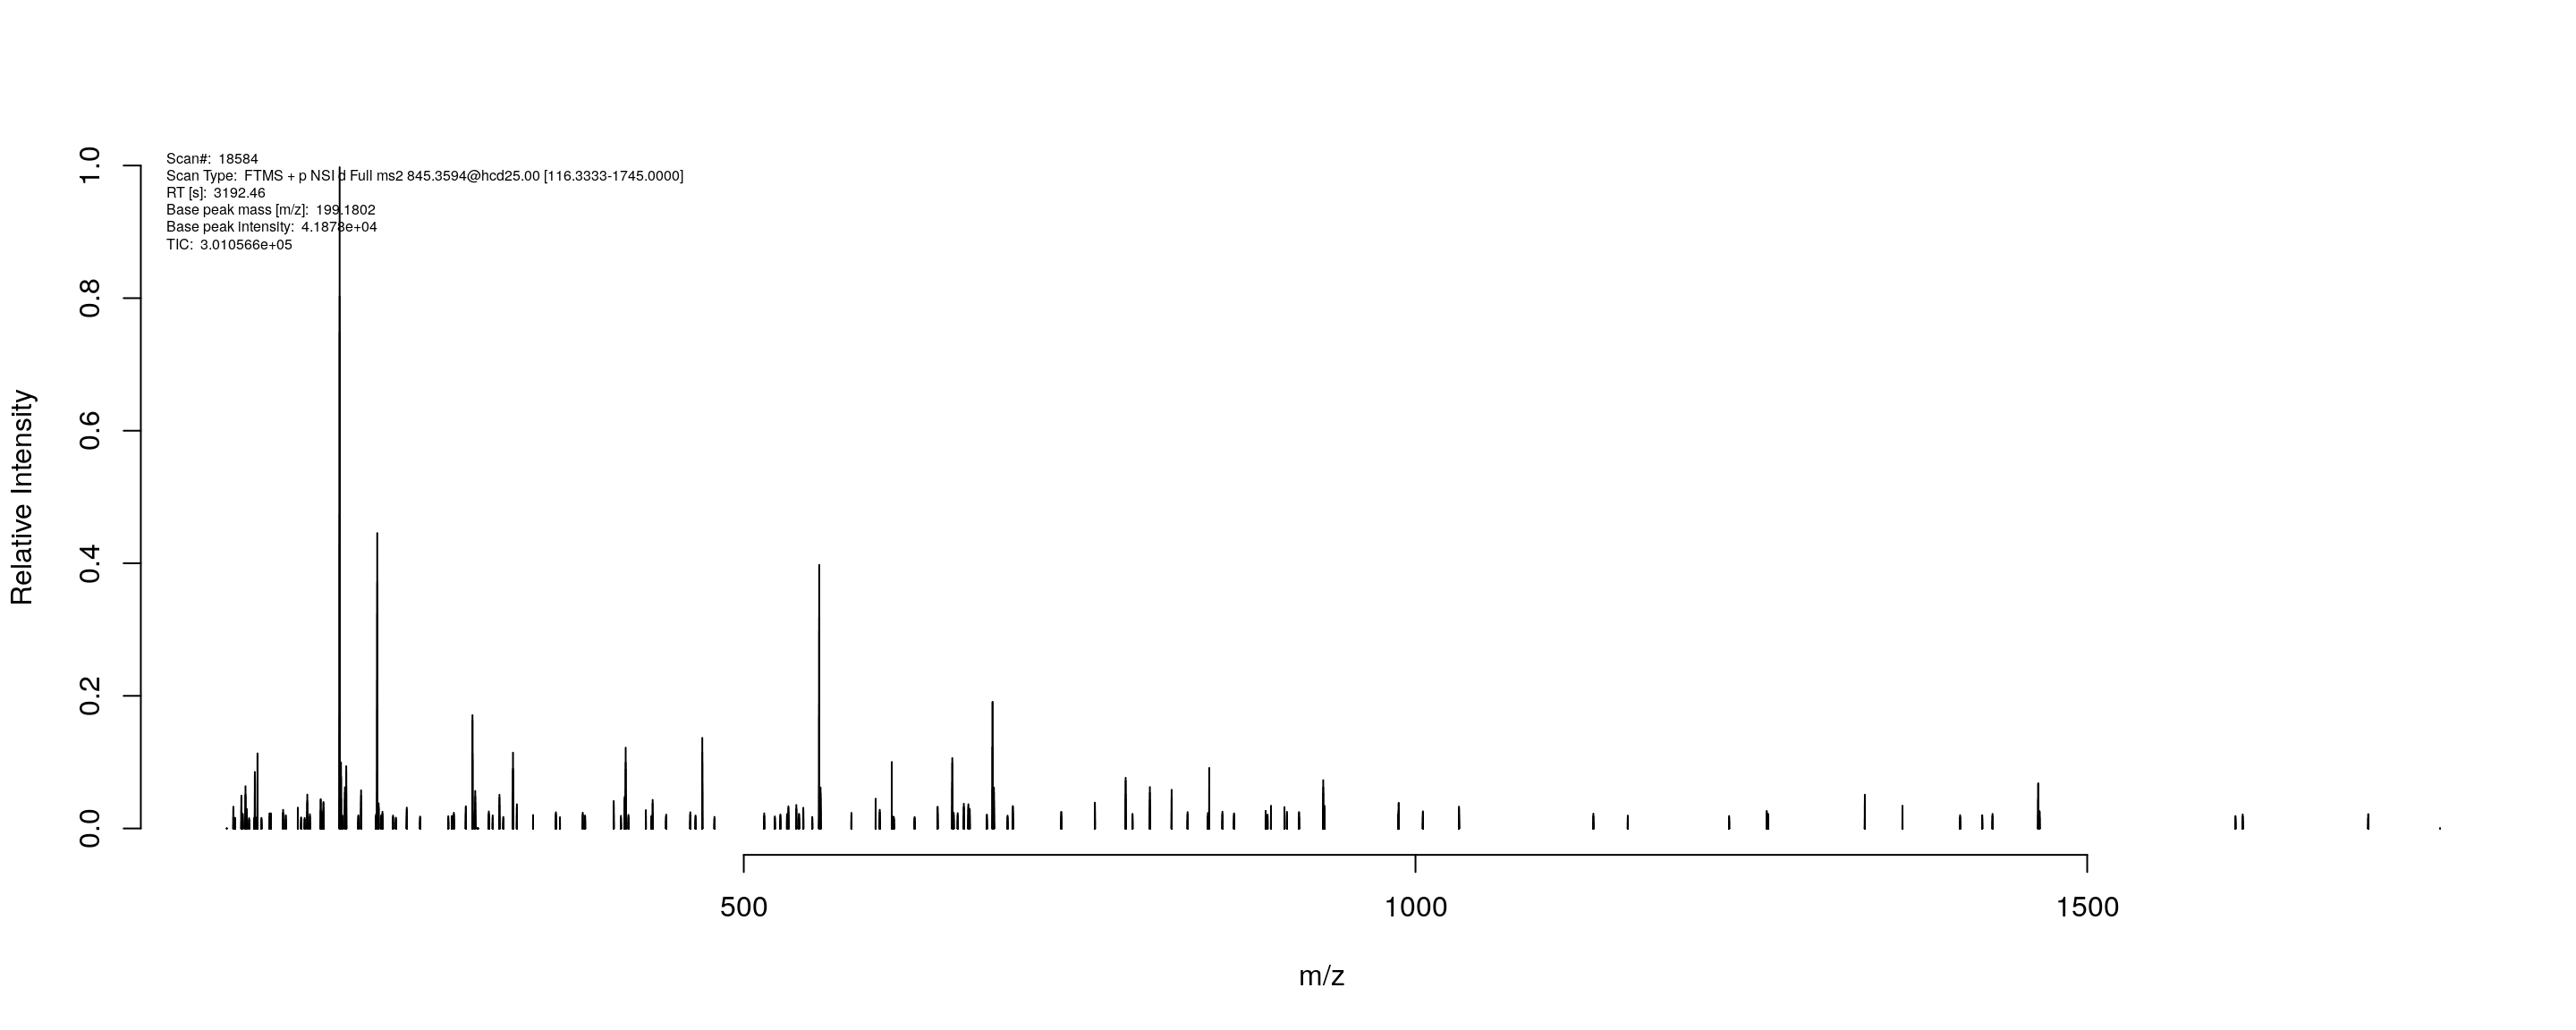 Scan#: 18584
Scan Type: FTMS + p NSI d Full ms2 845.3594@hcd25.00 [116.3333-1745.0000]
RT [s]: 3192.46
Base peak mass [m/z]: 199.1802
Base peak intensity: 4.1878e+04
TIC: 3.010566e+05
Relative Intensity
1.0
0.8
0.6
0.4
0.2
0.0
500 1000 1500
m/z